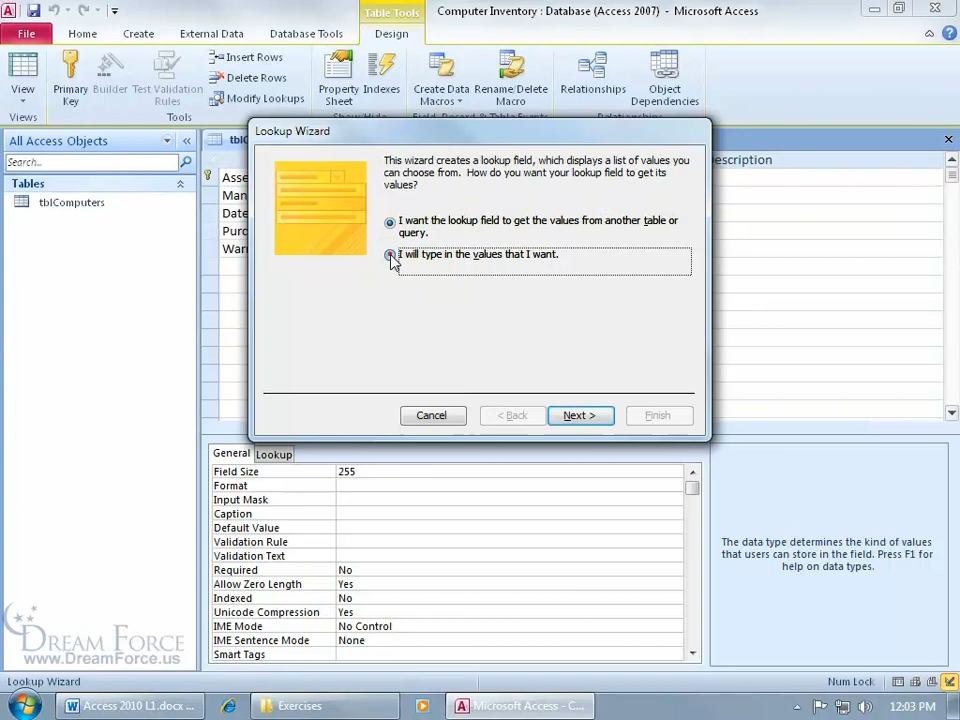 Table Tools
Computer Inventory : Database (Access 2007) - Microsoft Access
File
Home
Create
External Data
Database Tools
Design
View
Primary Key
Builder
Test Validation Rules
Insert Rows
Delete Rows
Modify Lookups
Property Sheet
Indexes
Create Data Macros
Rename/Delete Macro
Relationships
Object Dependencies
Views
Tools
All Access Objects
Search...
Tables
tblComputers
Description
Lookup Wizard
This wizard creates a lookup field, which displays a list of values you
can choose from. How do you want your lookup field to get its
values?
I want the lookup field to get the values from another table or
query.
I will type in the values that I want.
Cancel
< Back
Next >
Finish
General
Lookup
Field Size 255
Format
Input Mask
Caption
Default Value
Validation Rule
Validation Text
Required No
Allow Zero Length Yes
Indexed No
Unicode Compression Yes
IME Mode No Control
IME Sentence Mode None
Smart Tags
The data type determines the kind of values
that users can store in the field. Press F1 for
help on data types.
DREAM FORCE
www.DreamForce.us
Lookup Wizard
Num Lock
Access 2010 L1.docx ...
Exercises
Microsoft Access - C...
12:03 PM